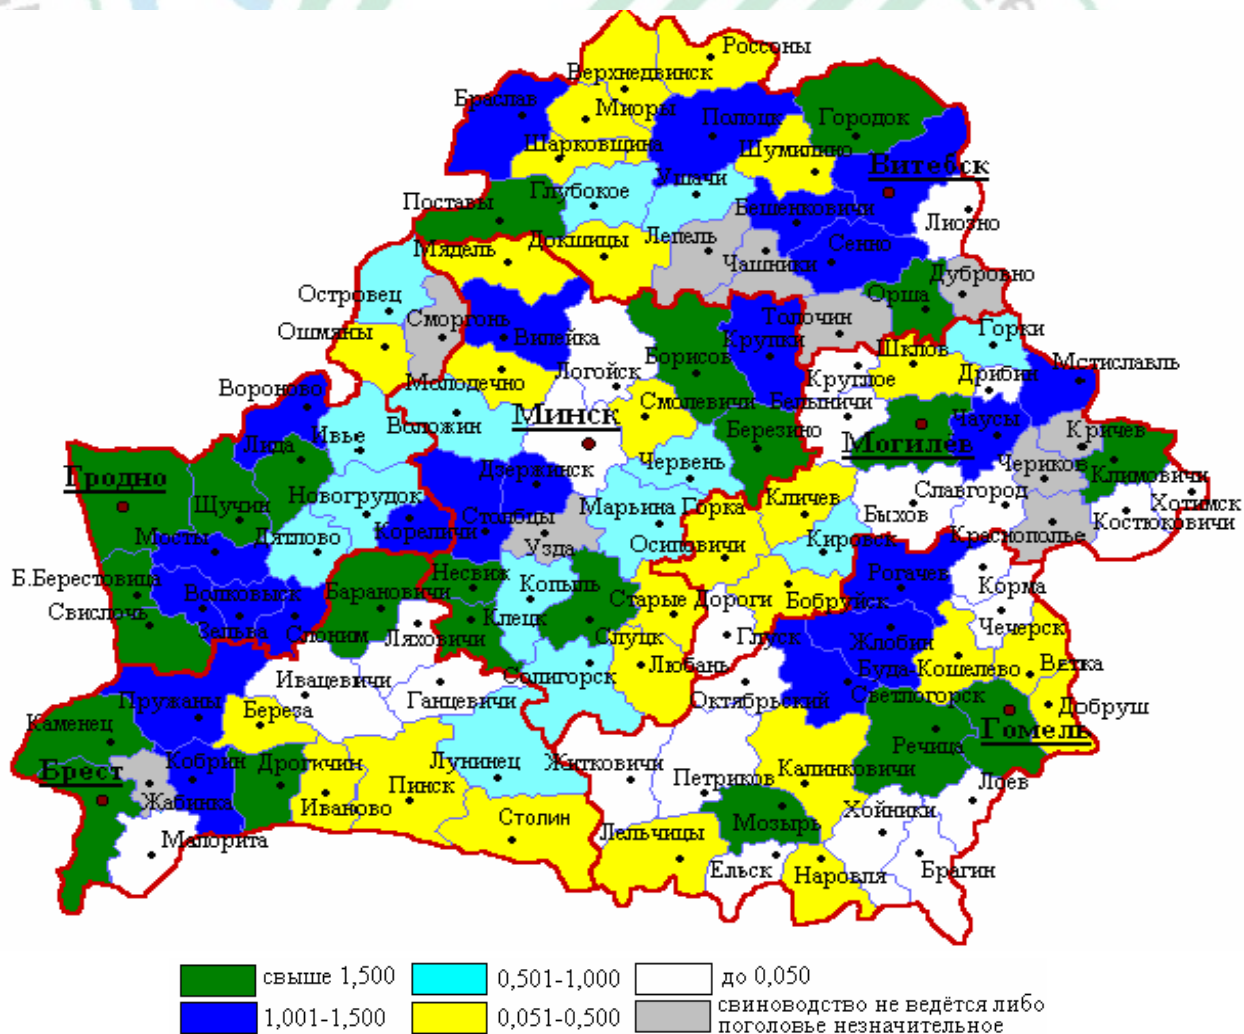 Россоны
Верхнедвинск
Браслав
Миоры
Полоцк
Городок
Шарковщина
Шумилино
Витебск
Ушачи
Глубокое
Поставы
Бешенковичи
Лиозно
Лепель
Докшицы
Сенно
Мядель
Чашники
Дубровно
Островец
Орша
Толочин
Сморгонь
Ошмяны
Вилейка
Крупки
Горки
Борисов
Шклов
Логойск
Круглое
Мстиславль
Дрибин
Молодечно
Вороново
Белыничи
Смолевичи
Минск
Чаусы
Воложин
Березино
Ивье
Могилев
Кричев
Лида
Червень
Чериков
Климовичи
Гродно
Дзержинск
Новогрудок
Славгород
Кличев
Хотимск
Щучин
Марьина Горка
Быхов
Костюковичи
Столбцы
Кореличи
Краснополье
Мосты
Дятлово
Узда
Осиповичи
Кировск
Несвиж
Рогачев
Б.Берестовица
Копыль
Корма
Барановичи
Волковыск
Старые Дороги
Бобруйск
Свислочь
Клецк
Зельва
Слоним
Ляховичи
Слуцк
Глуск
Жлобин
Чечерск
Любань
Буда-Кошелево
Ветка
Солигорск
Ивацевичи
Октябрьский
Светлогорск
Ганцевичи
Пружаны
Добруш
Береза
Каменец
Гомель
Речица
Брест
Кобрин
Дрогичин
Лунинец
Житковичи
Петриков
Калинковичи
Лоев
Пинск
Жабинка
Иваново
Хойники
Столин
Мозырь
Лельчицы
Малорита
Ельск
Брагин
Наровля
свыше 1,500
0,501-1,000
до 0,050
1,001-1,500
0,051-0,500
свиноводство не ведётся либо
поголовье незначительное